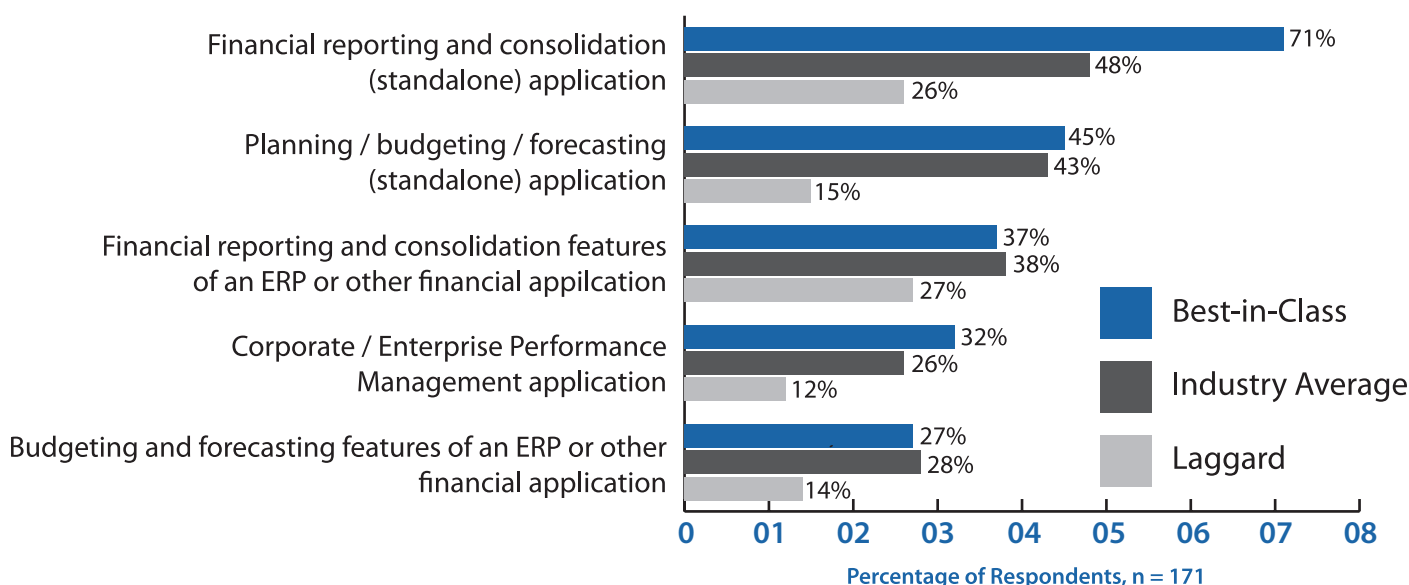 Financial reporting and consolidation
(standalone) application
71%
48%
26%
Planning / budgeting / forecasting
(standalone) application
45%
43%
15%
Financial reporting and consolidation features
of an ERP or other financial appilcation
37%
38%
27%
Corporate / Enterprise Performance
Management application
32%
26%
12%
Budgeting and forecasting features of an ERP or other
financial application
27%
28%
14%
Best-in-Class
Industry Average
Laggard
0 01 02 03 04 05 06 07 08
Percentage of Respondents, n = 171